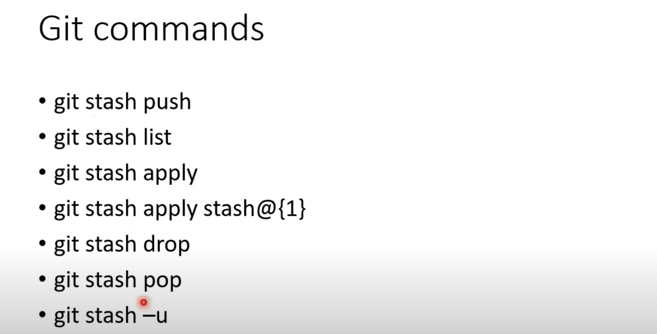 Git commands
• git stash push
• git stash list
• git stash apply
• git stash apply stash@{1}
• git stash drop
• git stash pop
• git stash –u